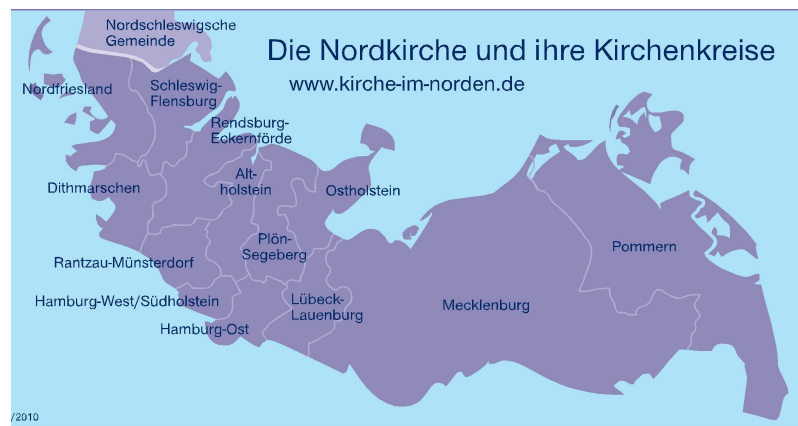 Nordschleswigsche
Gemeinde
Die Nordkirche und ihre Kirchenkreise
www.kirche-im-norden.de
Nordfriesland
Schleswig-
Flensburg
Rendsburg-
Eckernförde
Dithmarschen
Alt-
holstein
Ostholstein
Plön-
Segeberg
Pommern
Rantzau-Münsterdorf
Hamburg-West/Südholstein
Lübeck-
Lauenburg
Mecklenburg
Hamburg-Ost
/2010